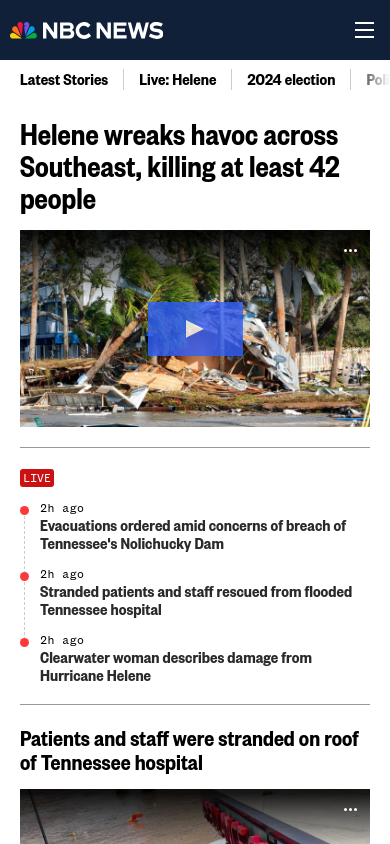 NBC NEWS
Latest Stories
Live: Helene
2024 election
Helene wreaks havoc across
Southeast, killing at least 42
people
LIVE
2h ago
Evacuations ordered amid concerns of breach of
Tennessee's Nolichucky Dam
2h ago
Stranded patients and staff rescued from flooded
Tennessee hospital
2h ago
Clearwater woman describes damage from
Hurricane Helene
Patients and staff were stranded on roof
of Tennessee hospital